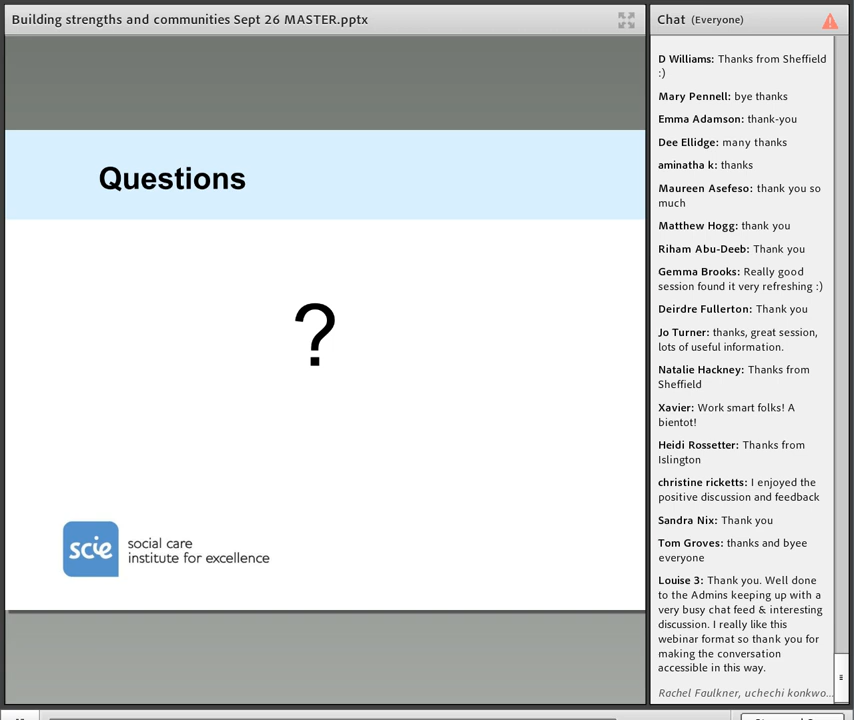 Building strengths and communities Sept 26 MASTER.pptx
Questions
?
scie
social care
institute for excellence
Chat (Everyone)
D Williams: Thanks from Sheffield
:)
Mary Pennell: bye thanks
Emma Adamson: thank-you
Dee Ellidge: many thanks
aminatha k: thanks
Maureen Asefeso: thank you so
much
Matthew Hogg: thank you
Riham Abu-Deeb: Thank you
Gemma Brooks: Really good
session found it very refreshing :)
Deirdre Fullerton: Thank you
Jo Turner: thanks, great session,
lots of useful information.
Natalie Hackney: Thanks from
Sheffield
Xavier: Work smart folks! A
bientot!
Heidi Rossetter: Thanks from
Islington
christine ricketts: I enjoyed the
positive discussion and feedback
Sandra Nix: Thank you
Tom Groves: thanks and byee
everyone
Louise 3: Thank you. Well done
to the Admins keeping up with a
very busy chat feed & interesting
discussion. I really like this
webinar format so thank you for
making the conversation
accessible in this way.
Rachel Faulkner, uchechi konkwo...